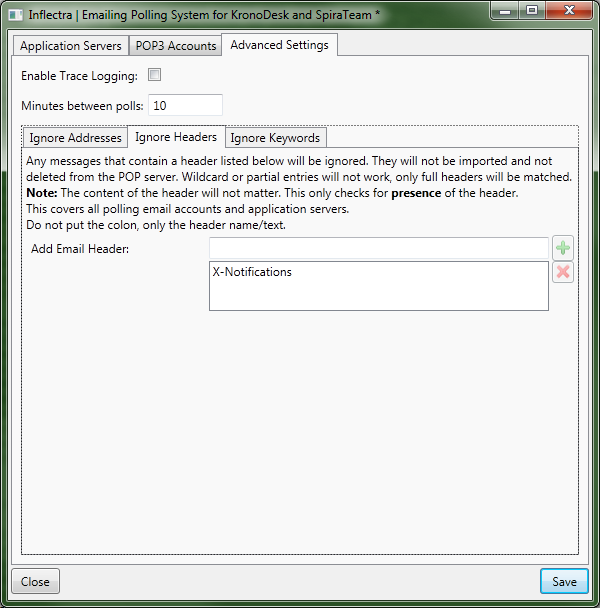 Inflectra | Emailing Polling System for KronoDesk and SpiraTeam *
Application Servers POP3 Accounts Advanced Settings
Enable Trace Logging:
Minutes between polls: 10
Ignore Addresses Ignore Headers Ignore Keywords
Any messages that contain a header listed below will be ignored. They will not be imported and not
deleted from the POP server. Wildcard or partial entries will not work, only full headers will be matched.
Note: The content of the header will not matter. This only checks for presence of the header.
This covers all polling email accounts and application servers.
Do not put the colon, only the header name/text.
Add Email Header:
X-Notifications
Close Save